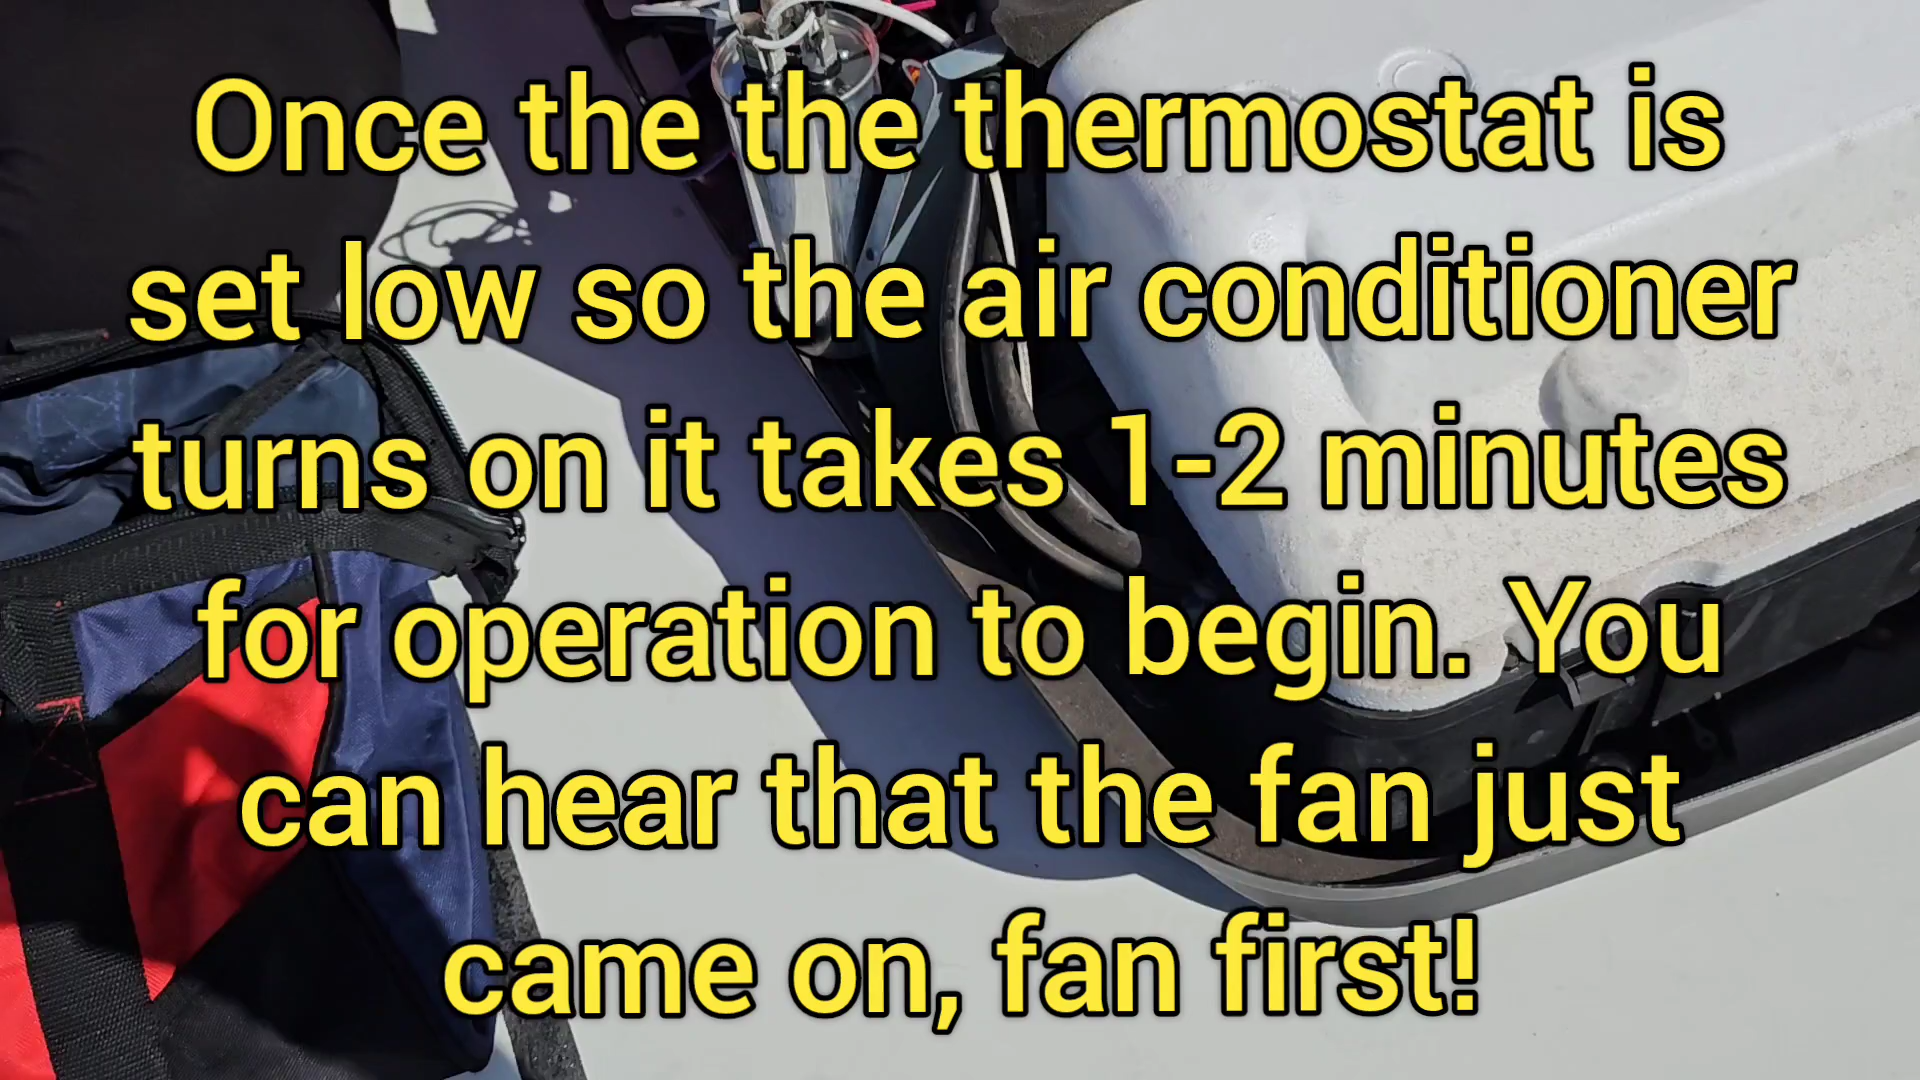 Once the the thermostat is
set low so the air conditioner
turns on it takes 1-2 minutes
for operation to begin. You
can hear that the fan just
came on, fan first!